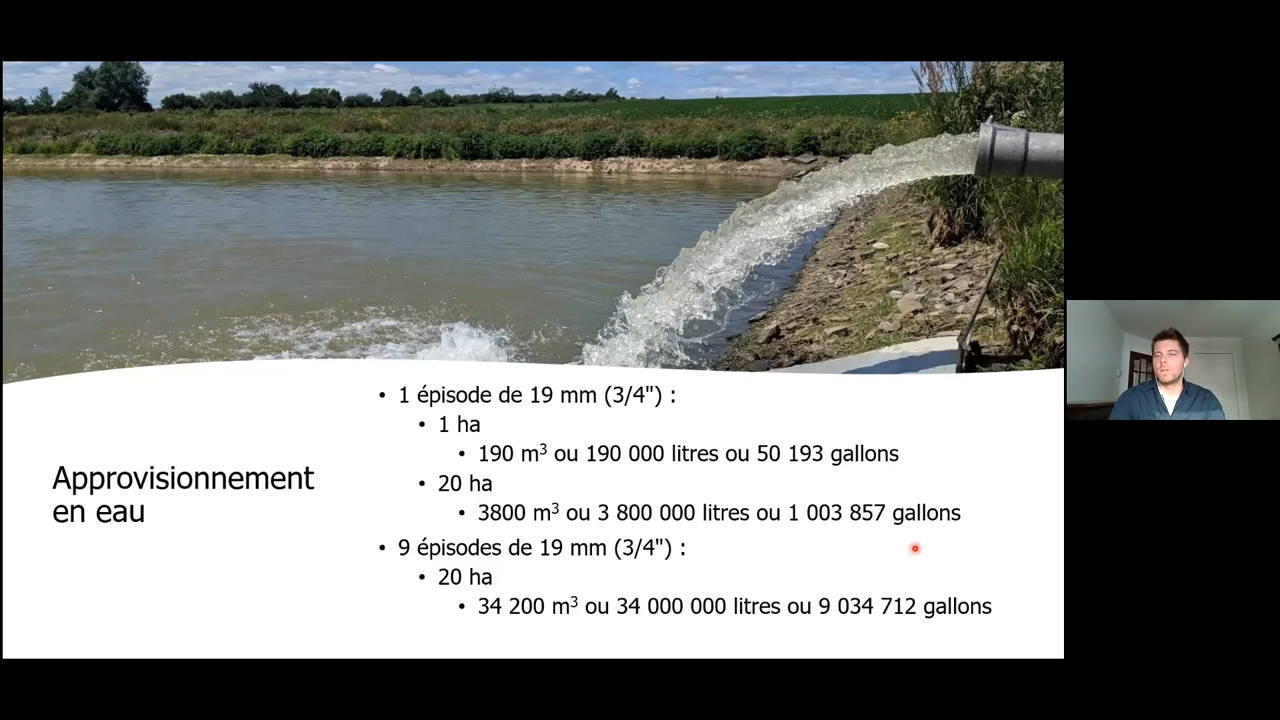 Approvisionnement
en eau
• 1 épisode de 19 mm (3/4") :
• 1 ha
• 190 m³ ou 190 000 litres ou 50 193 gallons
• 20 ha
• 3800 m³ ou 3 800 000 litres ou 1 003 857 gallons
• 9 épisodes de 19 mm (3/4") :
• 20 ha
• 34 200 m³ ou 34 000 000 litres ou 9 034 712 gallons